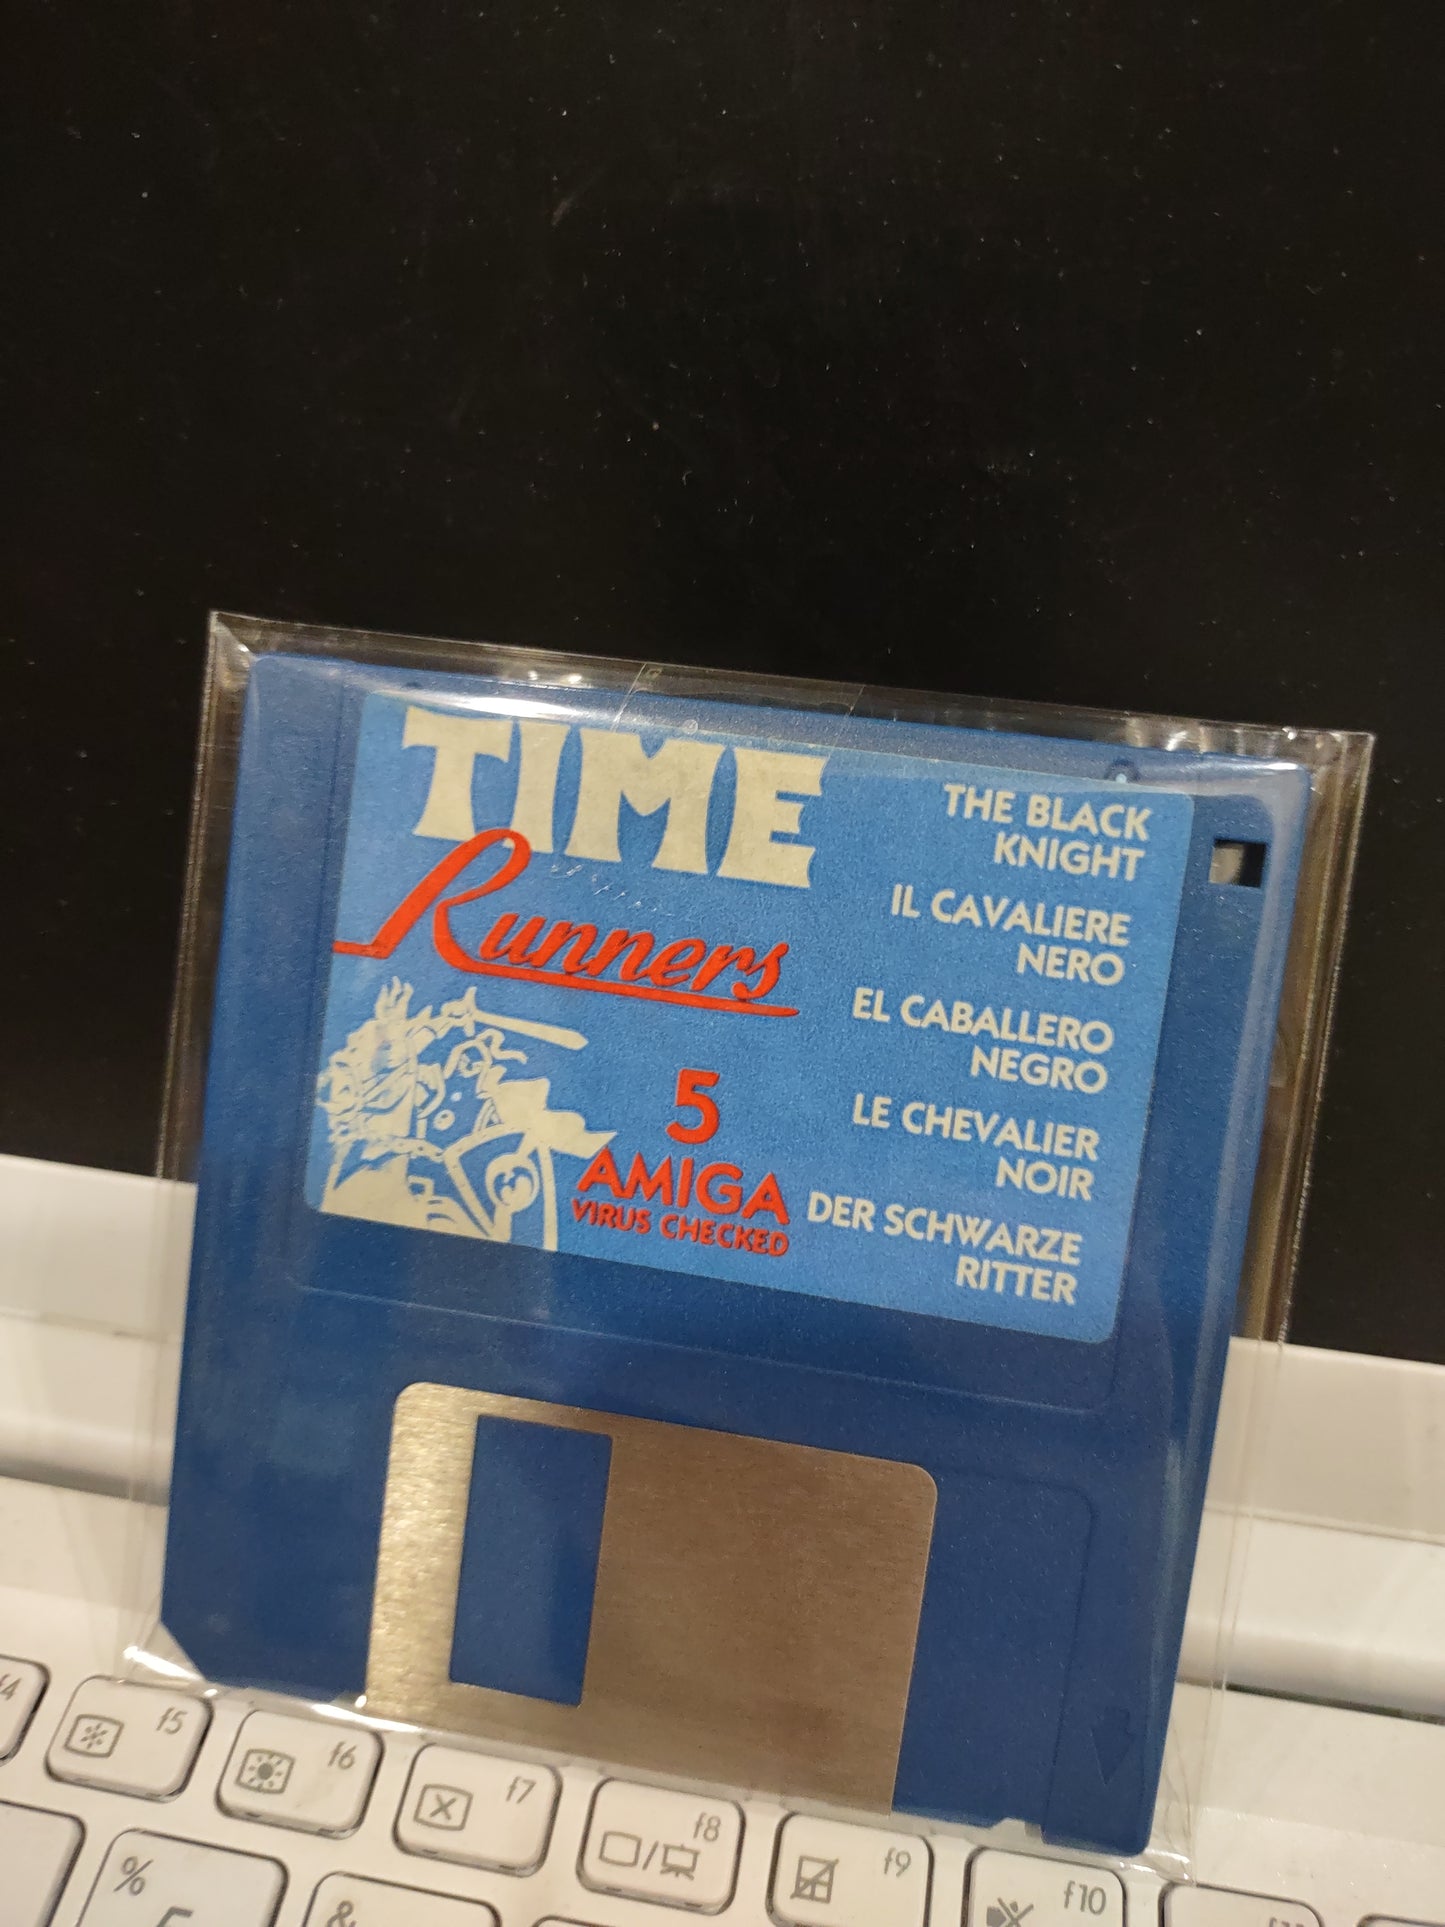 TIME
Runners
5
AMIGA
VIRUS CHECKED
THE BLACK
KNIGHT
IL CAVALIERE
NERO
EL CABALLERO
NEGRO
LE CHEVALIER
NOIR
DER SCHWARZE
RITTER
f4
f5
f6
f7
f8
f9
f10
%
&